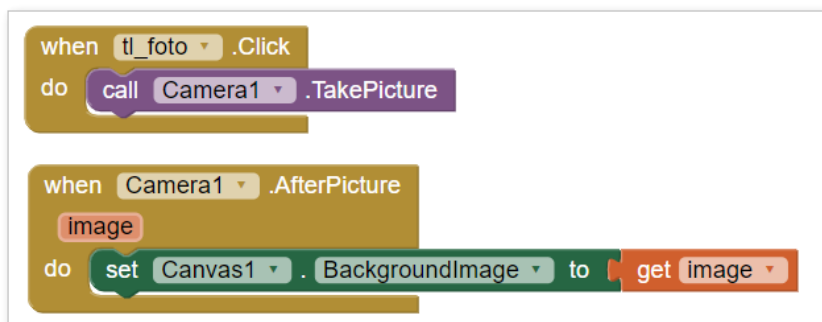 when tl_foto .Click
do call Camera1 .TakePicture
when Camera1 .AfterPicture
image
do set Canvas1 . BackgroundImage to get image